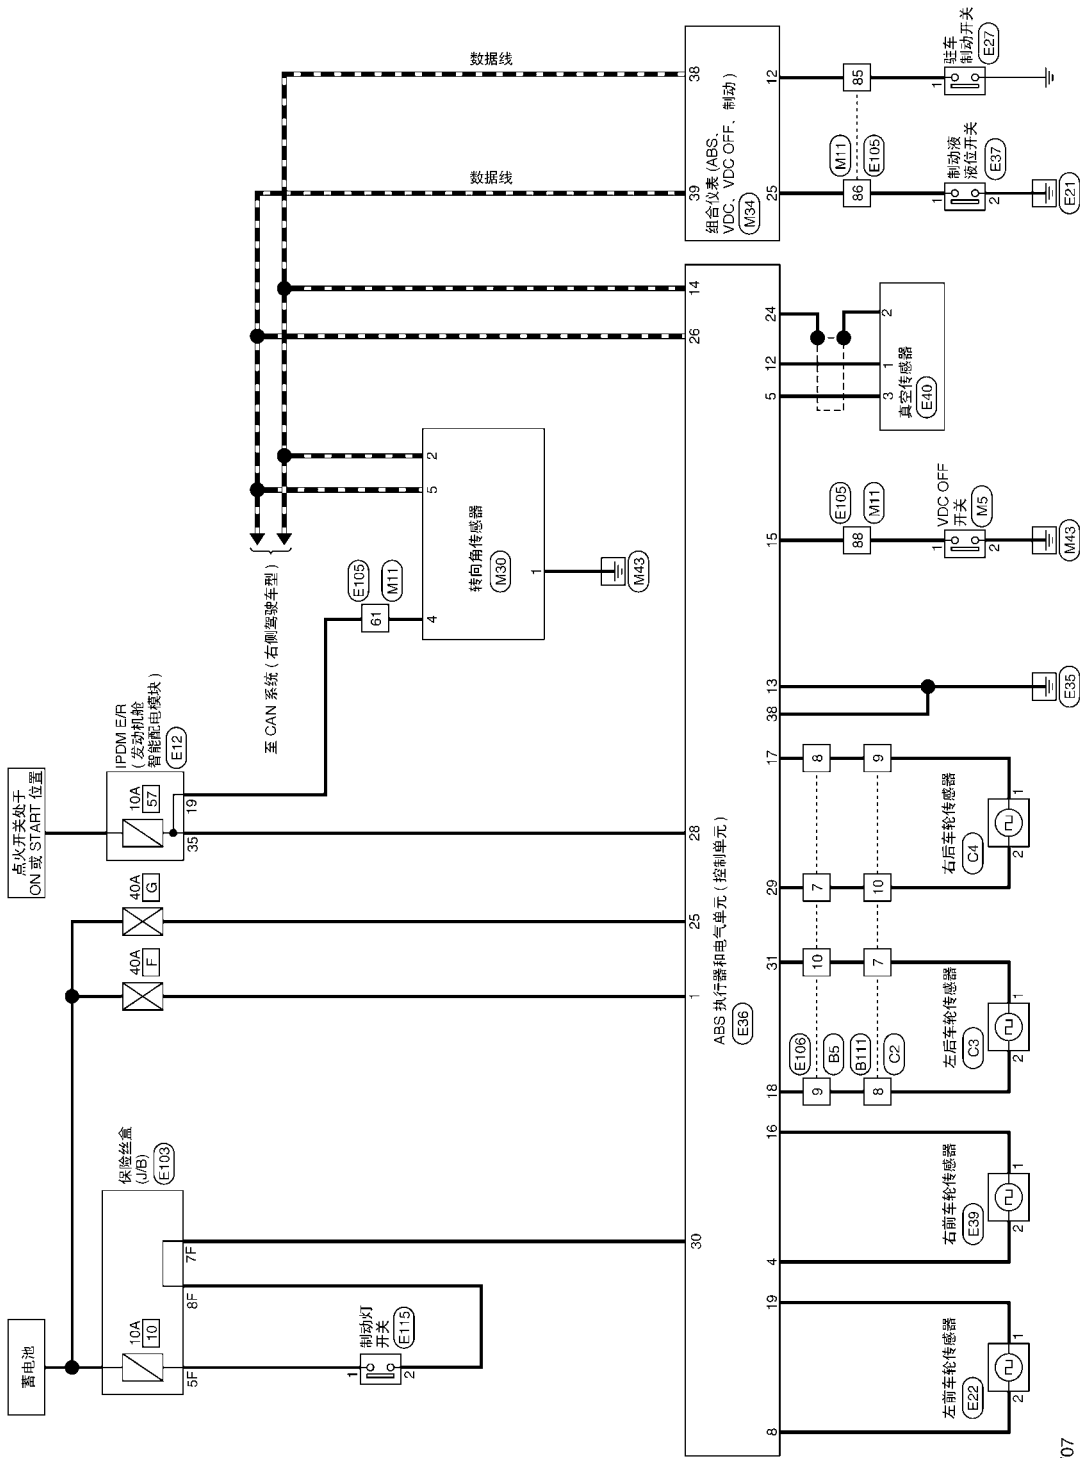 蓄电池
10A
10
5F
8F
7F
保险丝盒
(J/B)
E103
40A
F
40A
G
点火开关处于
ON 或 START 位置
10A
57
35
19
IPDM E/R
( 发动机舱
智能配电模块 )
E12
至 CAN 系统 ( 右侧驾驶车型 )
数据线
数据线
1
2
制动灯
开关
E115
61
E105
M11
4
5
2
转向角传感器
M30
1
M43
30
1
25
28
26
14
ABS 执行器和电气单元 ( 控制单元 )
E36
39
38
组合仪表 (ABS、
VDC、VDC OFF、制动 )
M34
25
12
8
19
4
16
18
31
29
17
38
13
15
5
12
24
9
10
7
8
E106
B5
8
7
10
9
B111
C2
88
E105
M11
86
85
M11
E105
3
1
2
真空传感器
E40
1
2
VDC OFF
开关
M5
M43
1
2
制动液
液位开关
E37
E21
1
驻车
制动开关
E27
左前车轮传感器
E22
2
1
右前车轮传感器
E39
2
1
左后车轮传感器
C3
2
1
右后车轮传感器
C4
2
1
E35